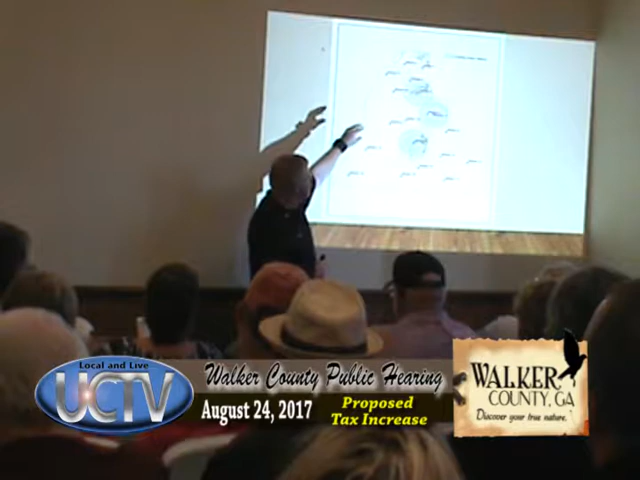 Local and Live
UCTV
Walker County Public Hearing
August 24, 2017
Proposed
Tax Increase
WALKER
COUNTY, GA
Discover your true nature.